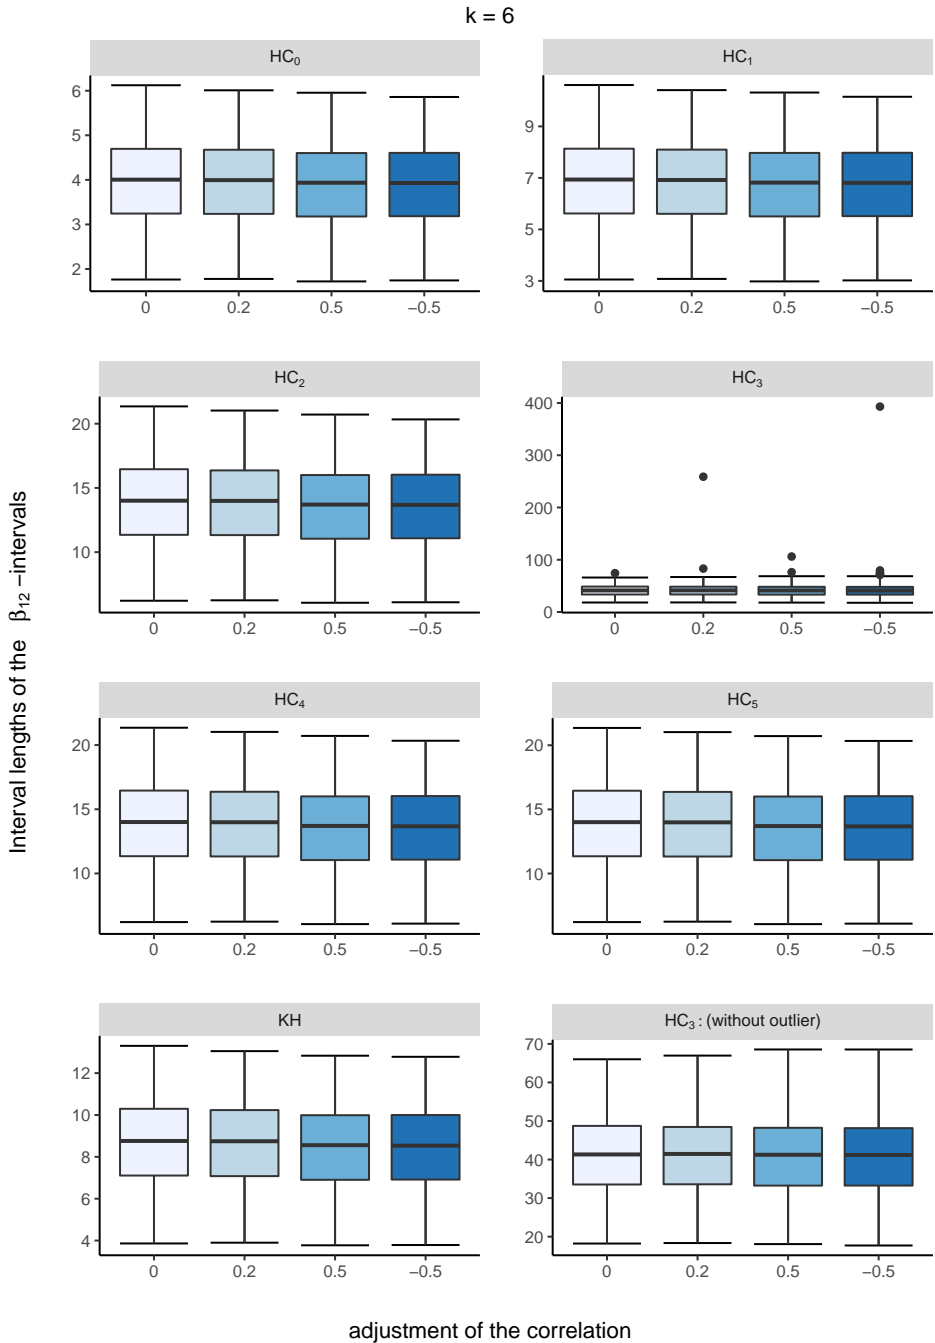 k = 6
HC₀
HC₁
6
5
4
3
2
9
7
5
3
0 0.2 0.5 −0.5
0 0.2 0.5 −0.5
HC₂
HC₃
20
15
10
400
300
200
100
0
0 0.2 0.5 −0.5
0 0.2 0.5 −0.5
Interval lengths of the β₁₂ −intervals
HC₄
HC₅
20
15
10
20
15
10
0 0.2 0.5 −0.5
0 0.2 0.5 −0.5
KH
HC₃ : (without outlier)
12
10
8
6
4
70
60
50
40
30
20
0 0.2 0.5 −0.5
0 0.2 0.5 −0.5
adjustment of the correlation